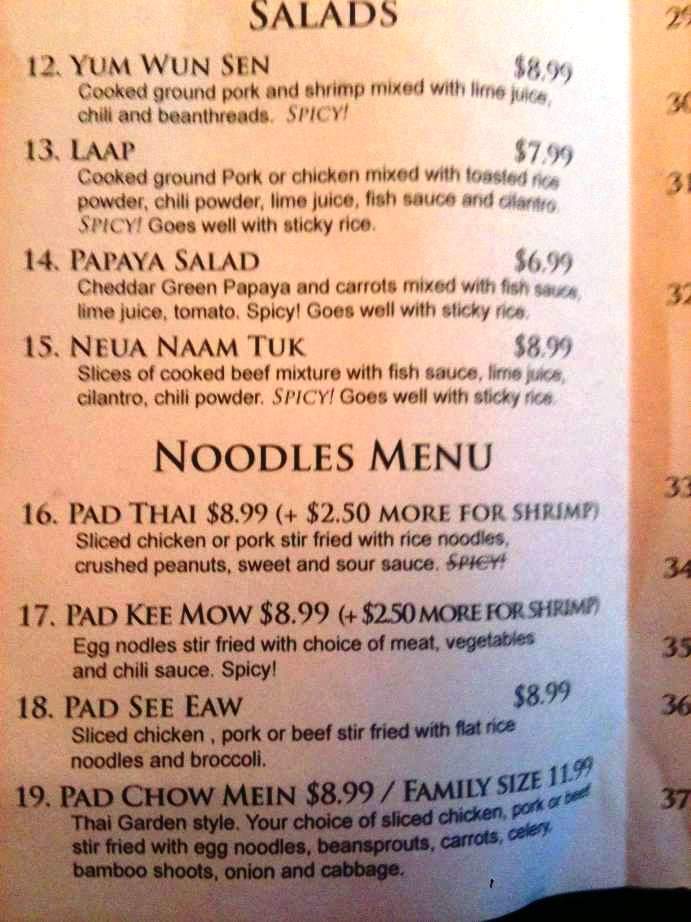 SALADS
12. YUM WUN SEN $8.99
Cooked ground pork and shrimp mixed with lime juice,
chili and beanthreads. SPICY!
13. LAAP $7.99
Cooked ground Pork or chicken mixed with toasted rice
powder, chili powder, lime juice, fish sauce and cilantro.
SPICY! Goes well with sticky rice.
14. PAPAYA SALAD $6.99
Cheddar Green Papaya and carrots mixed with fish sauce,
lime juice, tomato. Spicy! Goes well with sticky rice.
15. NEUA NAAM TUK $8.99
Slices of cooked beef mixture with fish sauce, lime juice,
cilantro, chili powder. SPICY! Goes well with sticky rice.
NOODLES MENU
16. PAD THAI $8.99 (+ $2.50 MORE FOR SHRIMP)
Sliced chicken or pork stir fried with rice noodles,
crushed peanuts, sweet and sour sauce. SPICY!
17. PAD KEE MOW $8.99 (+ $2.50 MORE FOR SHRIMP)
Egg nodles stir fried with choice of meat, vegetables
and chili sauce. Spicy!
18. PAD SEE EAW $8.99
Sliced chicken , pork or beef stir fried with flat rice
noodles and broccoli.
19. PAD CHOW MEIN $8.99 / FAMILY SIZE 11.99
Thai Garden style. Your choice of sliced chicken, pork or beef
stir fried with egg noodles, beansprouts, carrots, celery,
bamboo shoots, onion and cabbage.
29
30
31
32
33
34
35
36
37